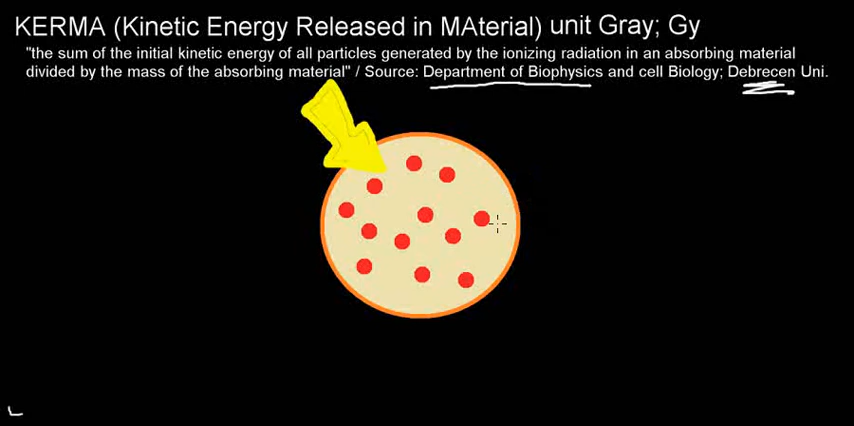 KERMA (Kinetic Energy Released in MAterial) unit Gray; Gy
"the sum of the initial kinetic energy of all particles generated by the ionizing radiation in an absorbing material
divided by the mass of the absorbing material" / Source: Department of Biophysics and cell Biology; Debrecen Uni.